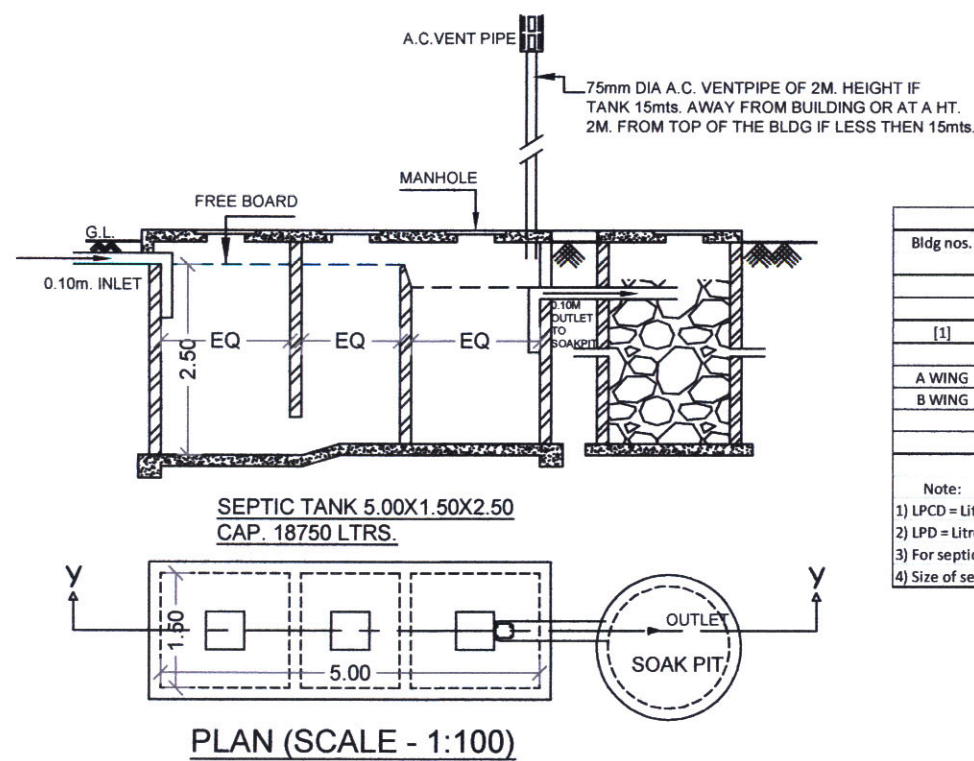 A.C.VENT PIPE
75mm DIA A.C. VENTPIPE OF 2M. HEIGHT IF
TANK 15mts. AWAY FROM BUILDING OR AT A HT.
2M. FROM TOP OF THE BLDG IF LESS THEN 15mts.
MANHOLE
FREE BOARD
G.L.
0.10m. INLET
2.50
EQ
EQ
EQ
0.10M
OUTLET
TO
SOAKPIT
SEPTIC TANK 5.00X1.50X2.50
CAP. 18750 LTRS.
Y
Y
1.50
5.00
OUTLET
SOAK PIT
PLAN (SCALE - 1:100)
Bldg nos.
[1]
A WING
B WING
Note:
1) LPCD = Lit
2) LPD = Litre
3) For septic
4) Size of se